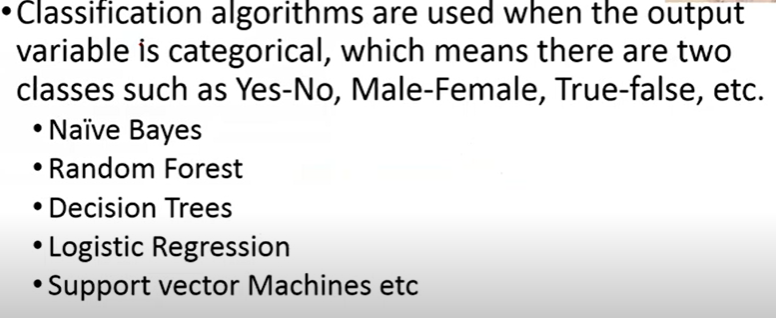 •Classification algorithms are used when the output
variable is categorical, which means there are two
classes such as Yes-No, Male-Female, True-false, etc.
•Naïve Bayes
•Random Forest
•Decision Trees
•Logistic Regression
•Support vector Machines etc